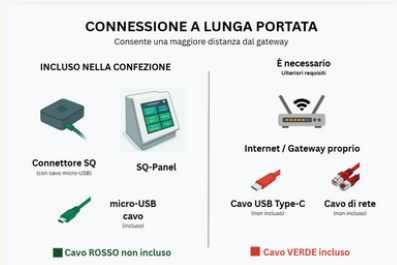 CONNESSIONE A LUNGA PORTATA
Consente una maggiore distanza dal gateway
INCLUSO NELLA CONFEZIONE
Connettore SQ
(con cavo micro-USB)
SQ-Panel
micro-USB
cavo
(incluso)
Cavo ROSSO non incluso
È necessario
Ulteriori requisiti
Internet / Gateway proprio
Cavo USB Type-C
(non incluso)
Cavo di rete
(non incluso)
Cavo VERDE incluso